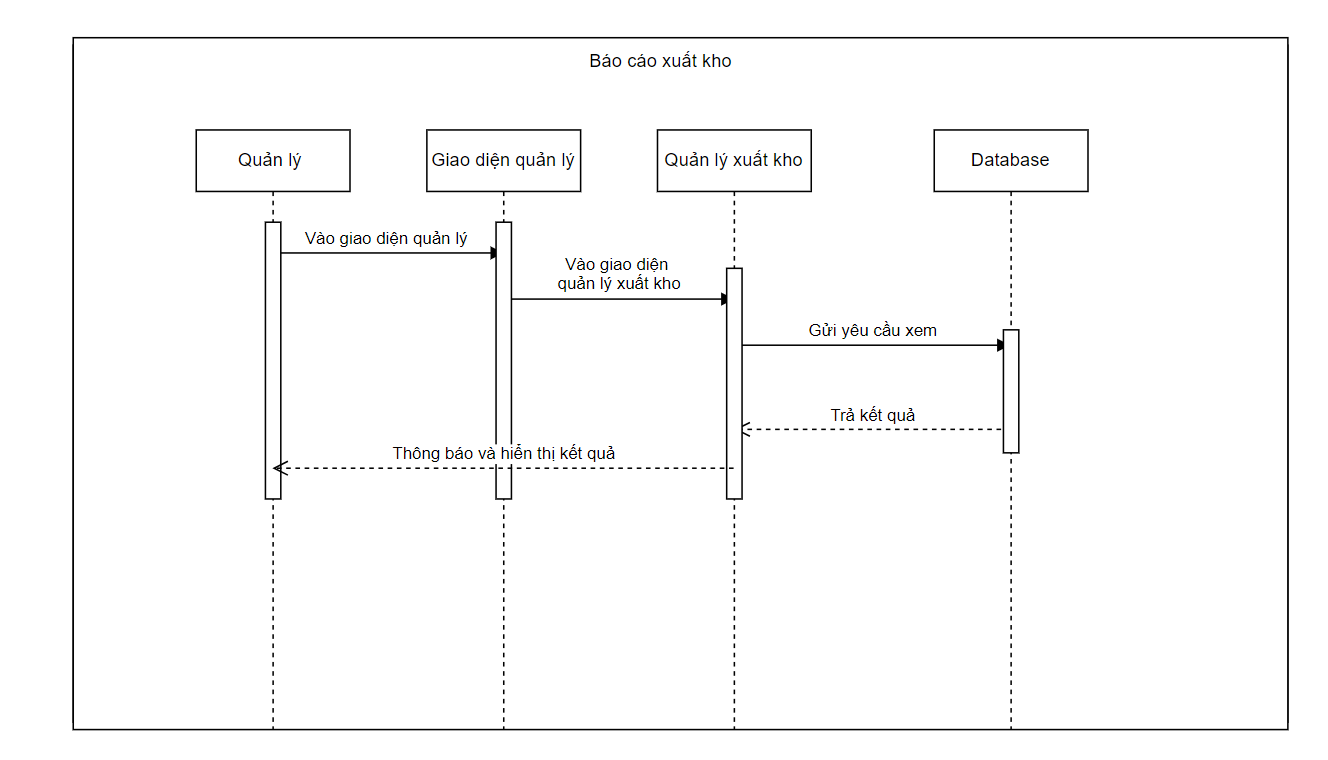 Báo cáo xuất kho
Quản lý
Giao diện quản lý
Quản lý xuất kho
Database
Vào giao diện quản lý
Vào giao diện
quản lý xuất kho
Gửi yêu cầu xem
Trả kết quả
Thông báo và hiển thị kết quả